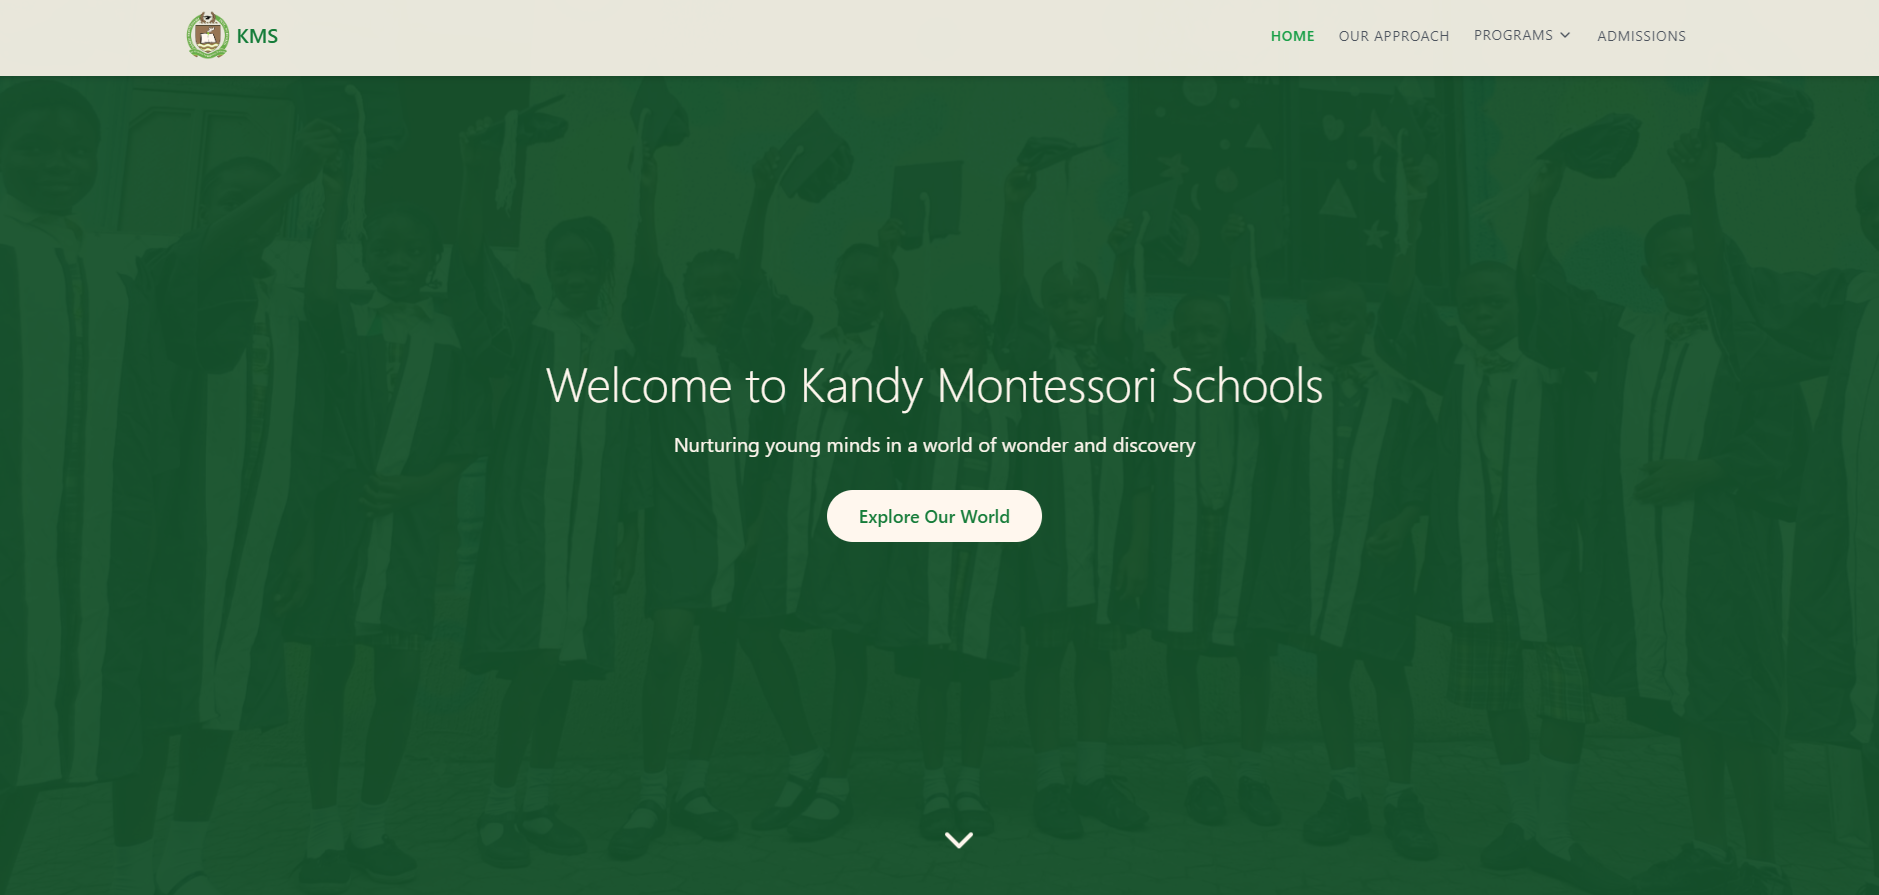 KMS
HOME
OUR APPROACH
PROGRAMS
ADMISSIONS
Welcome to Kandy Montessori Schools
Nurturing young minds in a world of wonder and discovery
Explore Our World